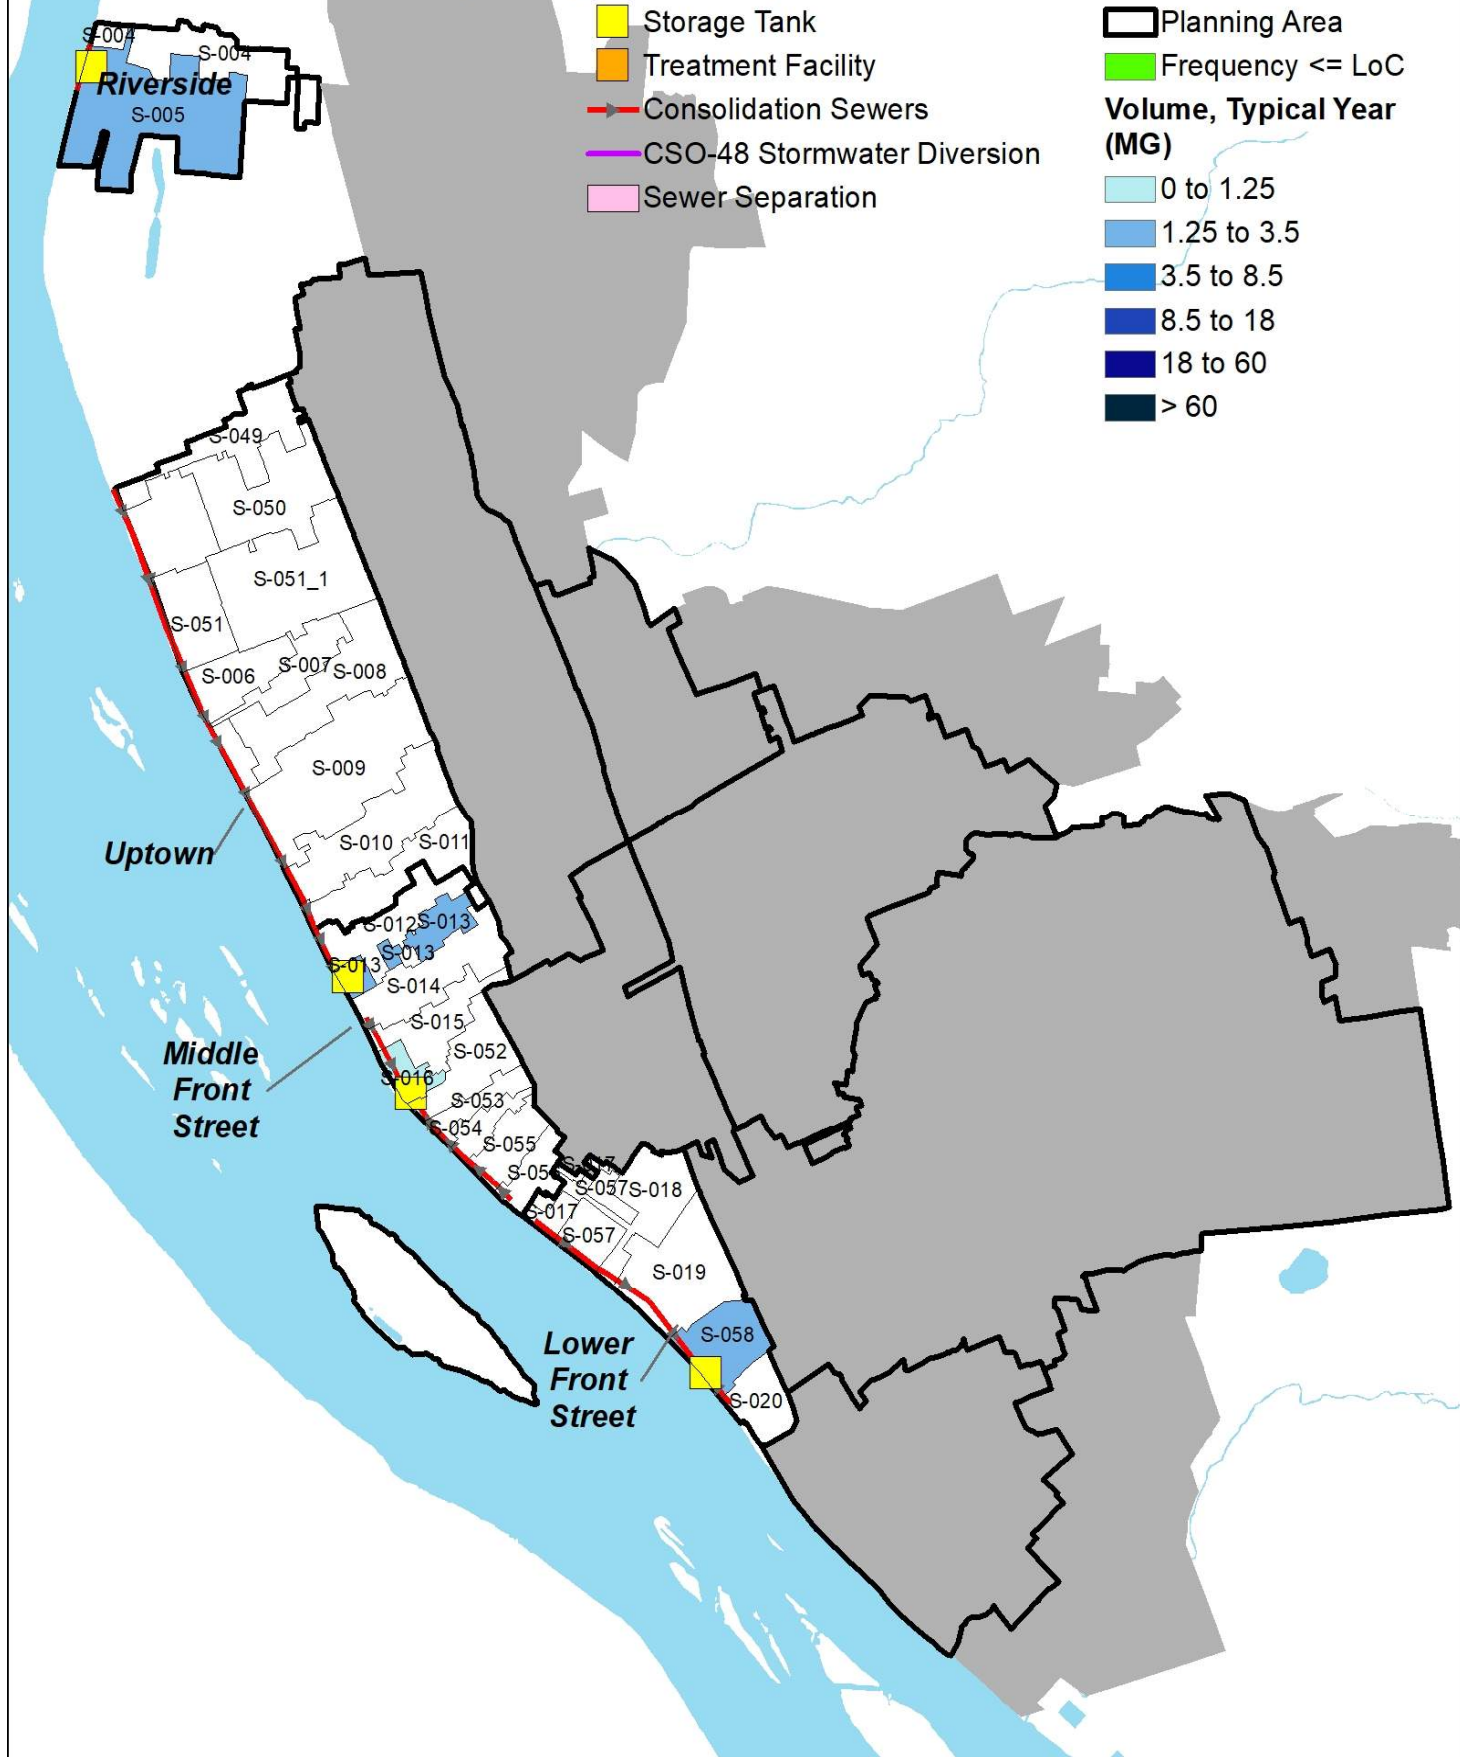 Storage Tank
Treatment Facility
Consolidation Sewers
CSO-48 Stormwater Diversion
Sewer Separation
Planning Area
Frequency <= LoC
Volume, Typical Year
(MG)
0 to 1.25
1.25 to 3.5
3.5 to 8.5
8.5 to 18
18 to 60
> 60
S-004
S-004
Riverside
S-005
S-049
S-050
S-051_1
S-051
S-006
S-007
S-008
S-009
Uptown
S-010
S-011
S-012
S-013
S-013
S-013
S-014
S-015
Middle
Front
Street
S-052
S-016
S-053
S-054
S-055
S-017
S-057
S-018
S-017
S-057
S-019
Lower
Front
Street
S-058
S-020